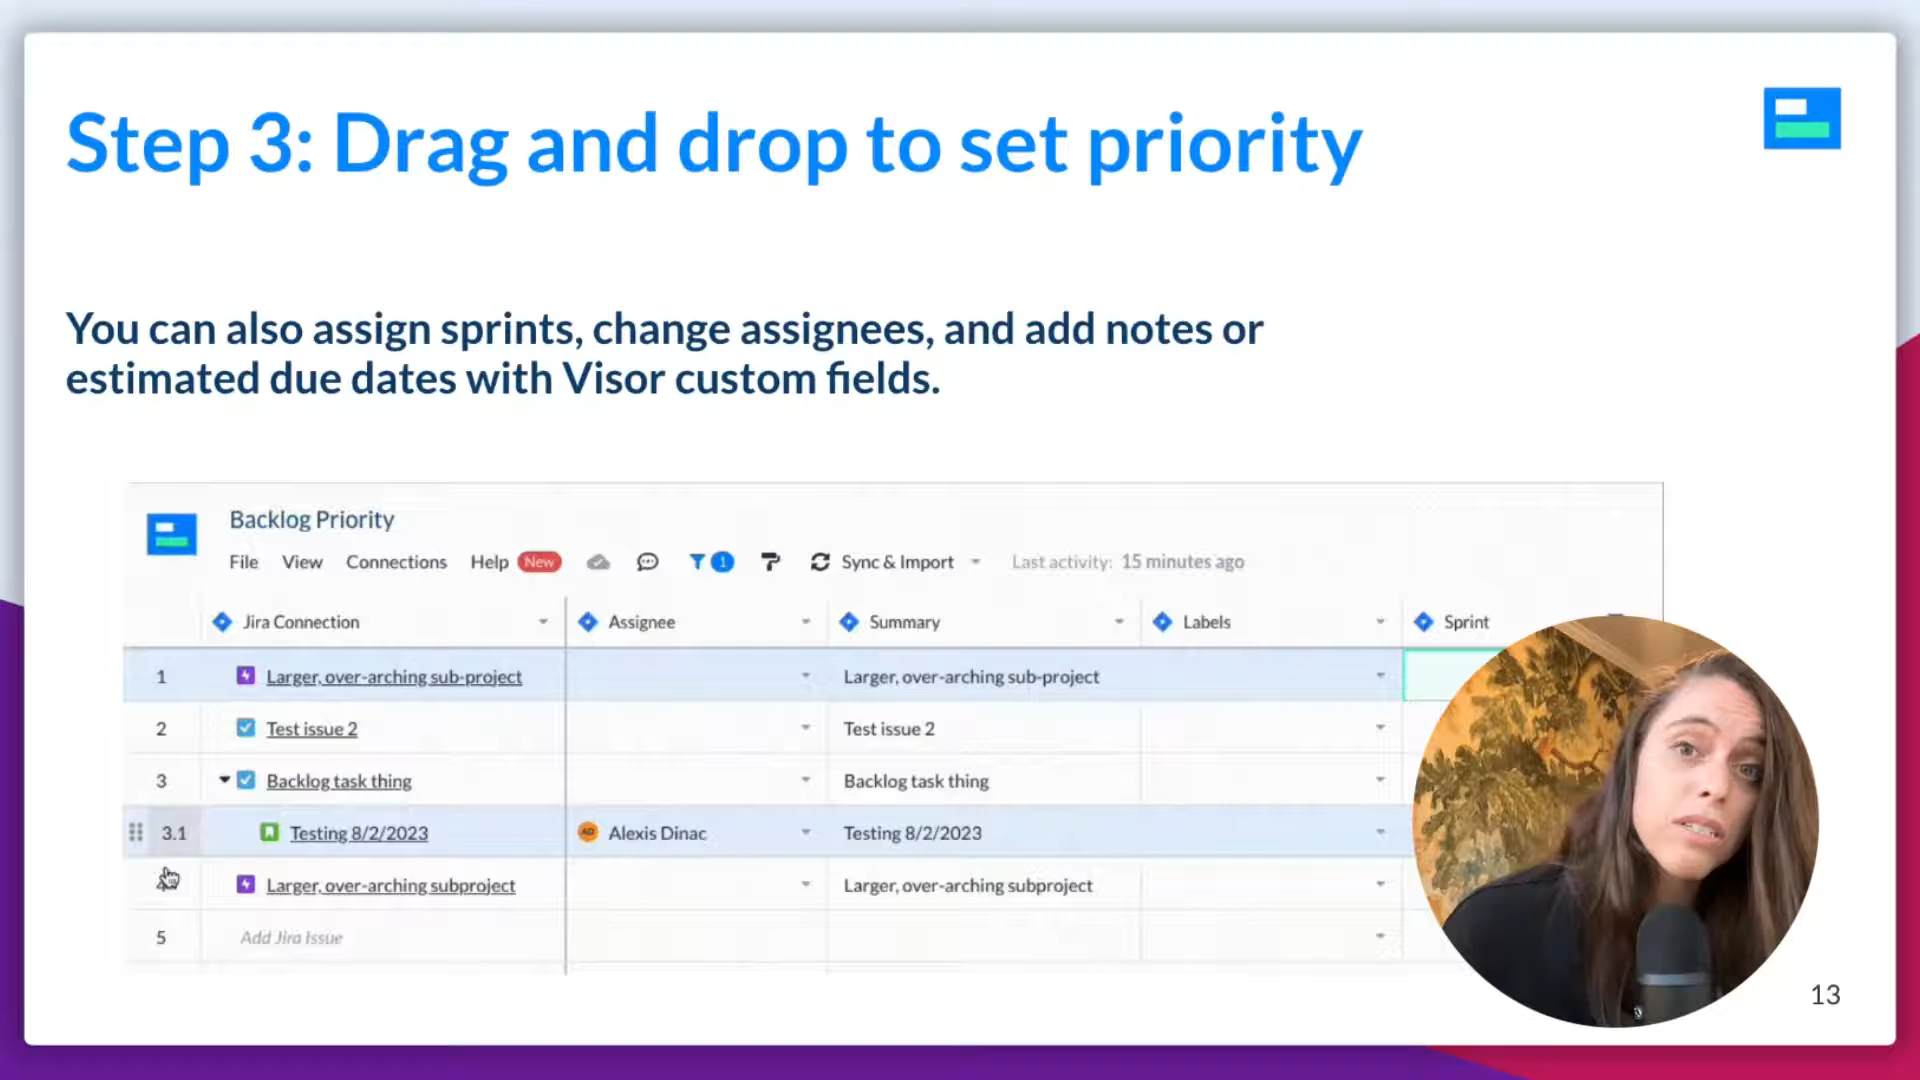 Step 3: Drag and drop to set priority
You can also assign sprints, change assignees, and add notes or
estimated due dates with Visor custom fields.
Backlog Priority
File View Connections Help New 1 Sync & Import Last activity: 15 minutes ago
Jira Connection Assignee Summary Labels Sprint
1 Larger, over-arching sub-project Larger, over-arching sub-project
2 Test issue 2 Test issue 2
3 Backlog task thing Backlog task thing
3.1 Testing 8/2/2023 AD Alexis Dinac Testing 8/2/2023
Larger, over-arching subproject Larger, over-arching subproject
5 Add Jira Issue
13